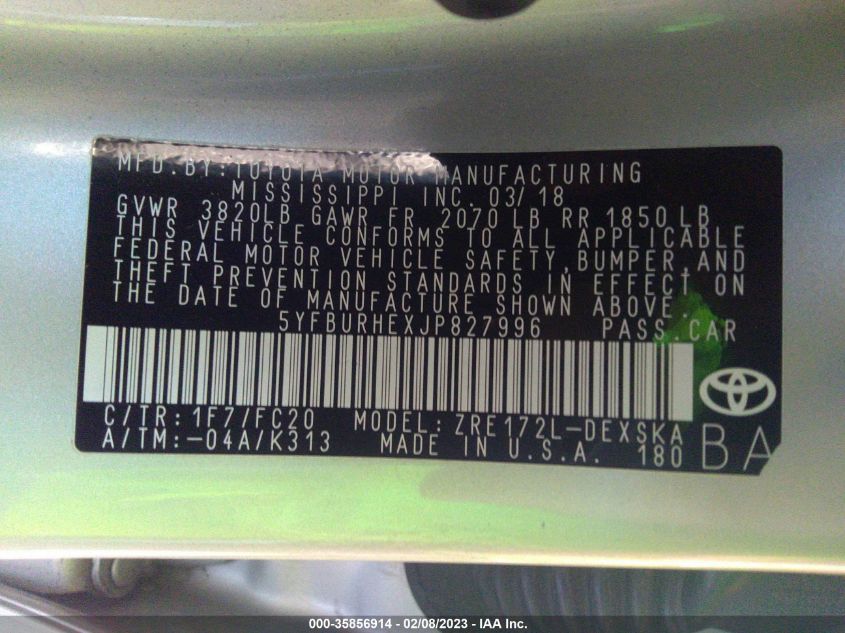 MFD.BY:TOYOTA MOTOR MANUFACTURING
MISSISSIPPI INC. 03/18
GVWR 3820LB GAWR FR 2070 LB RR 1850 LB
THIS VEHICLE CONFORMS TO ALL APPLICABLE
FEDERAL MOTOR VEHICLE SAFETY,BUMPER,AND
THEFT PREVENTION STANDARDS IN EFFECT ON
THE DATE OF MANUFACTURE SHOWN ABOVE.
5YFBURHEXJP827996 PASS.CAR
C/TR:1F7/FC20 MODEL:ZRE172L-DEXSKA
A/TM:-04A/K313 MADE IN U.S.A. 180 BA
000-35856914 - 02/08/2023 - IAA Inc.